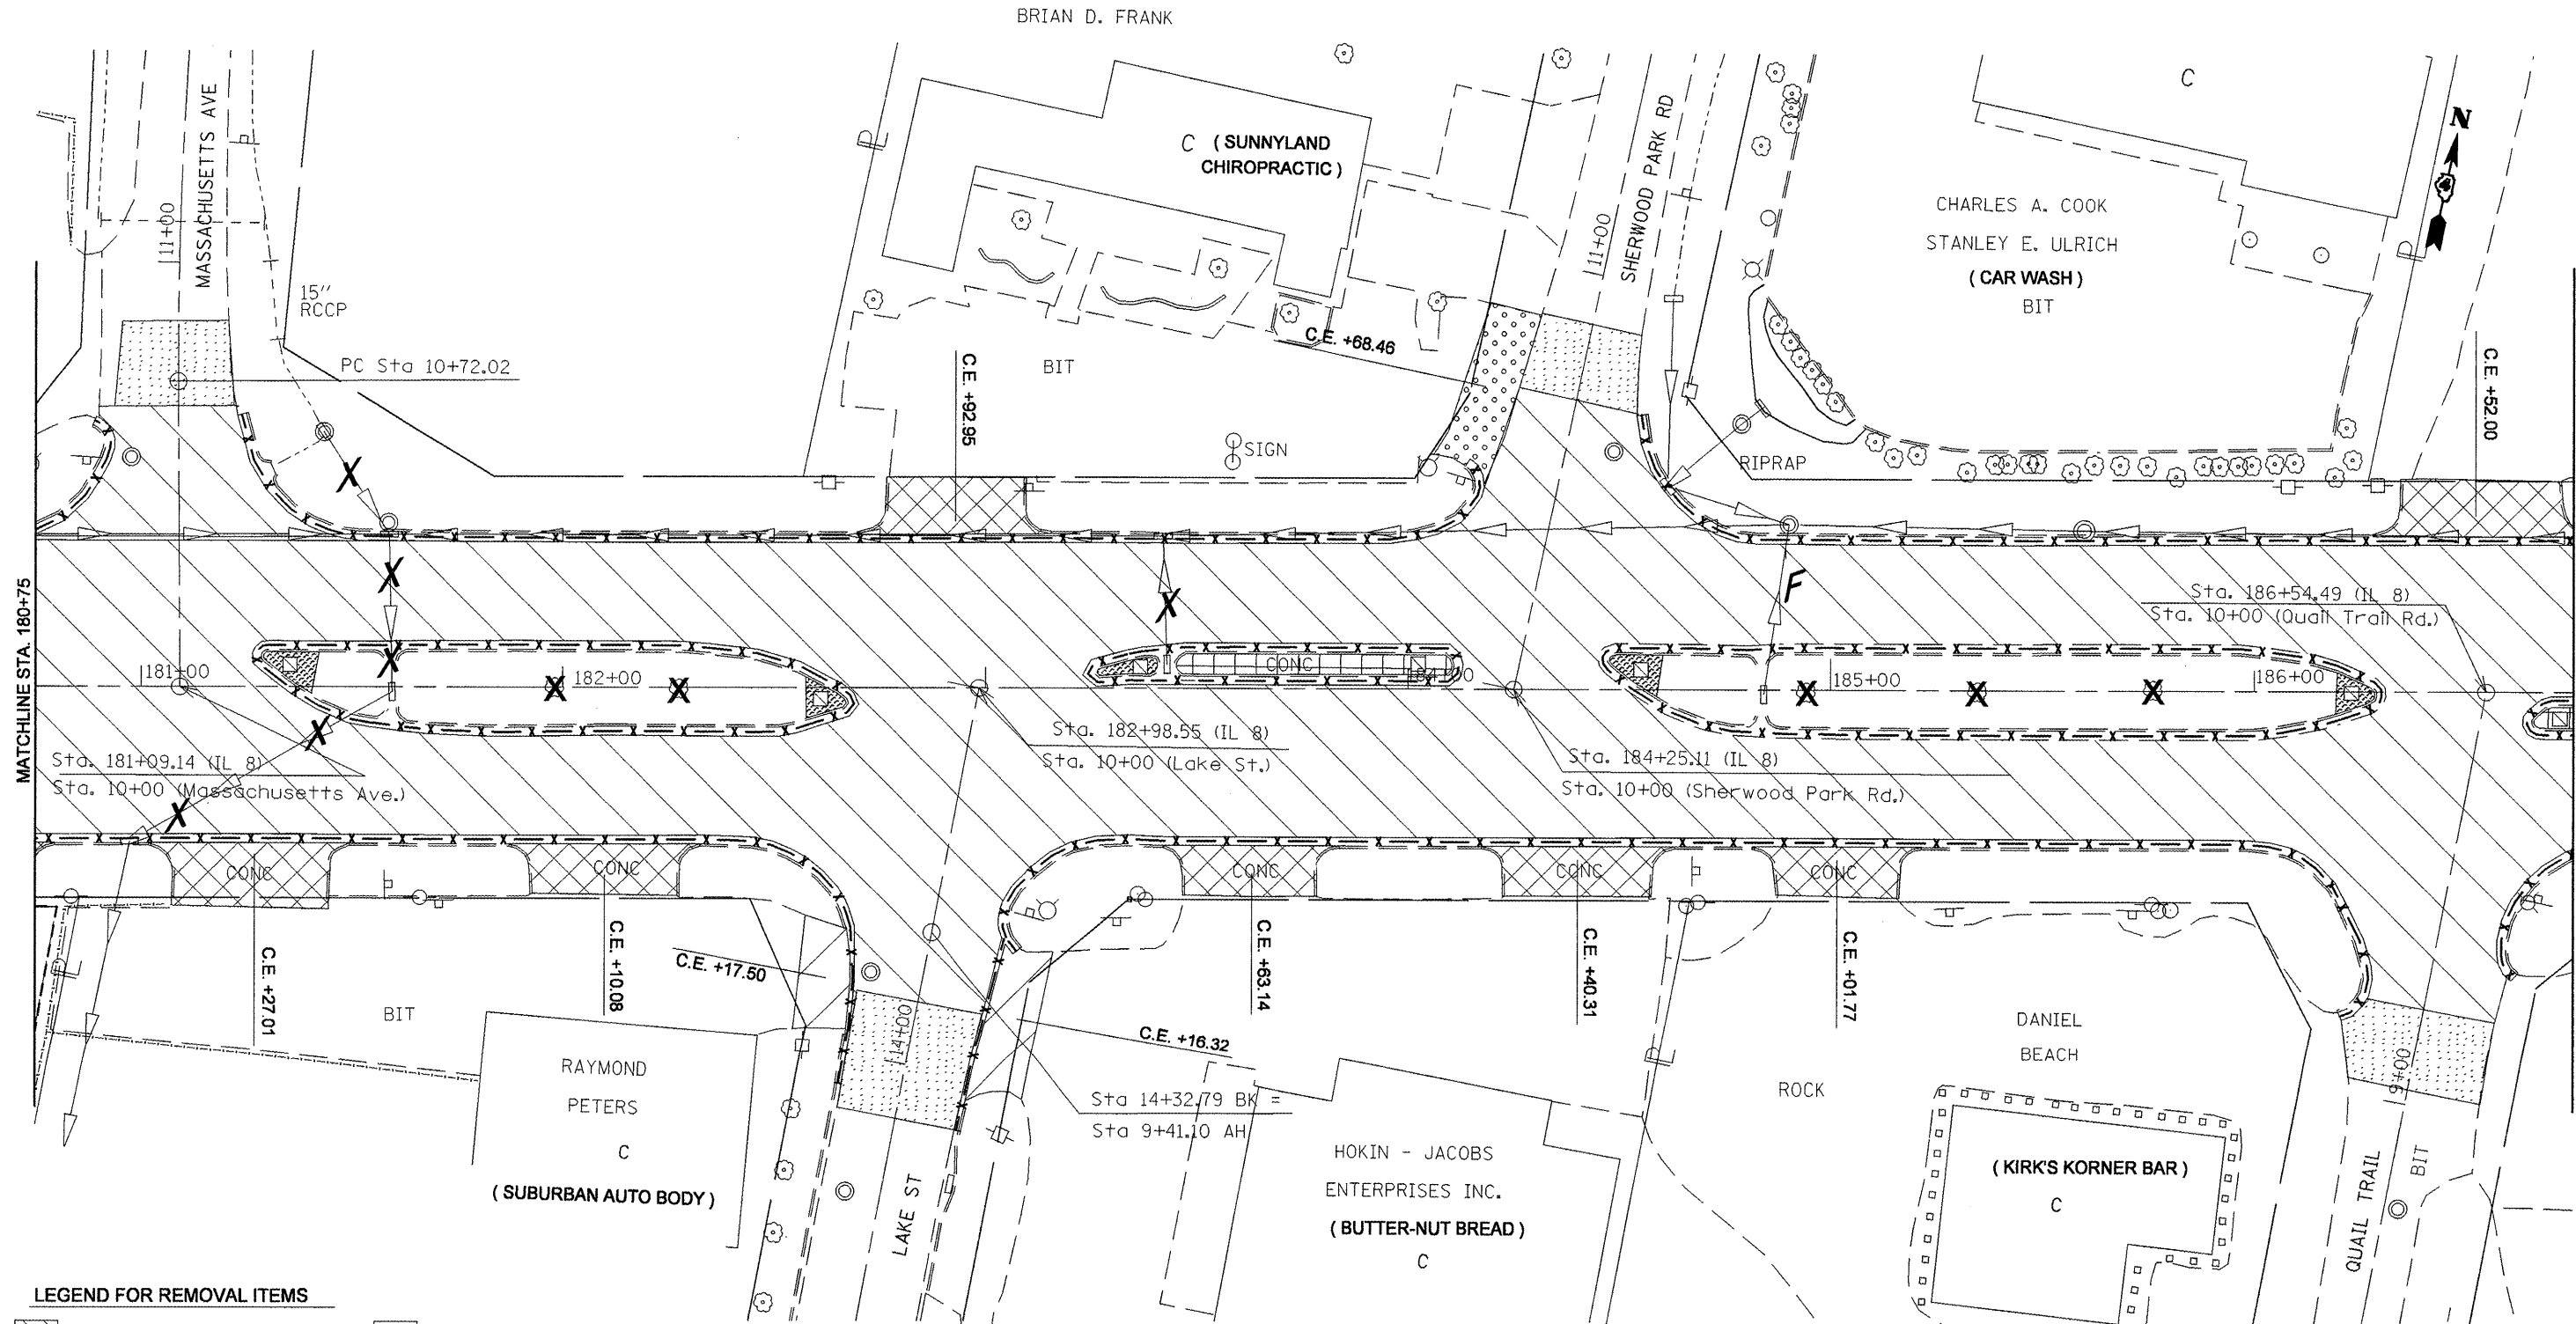 BRIAN D. FRANK
MASSACHUSETTS AVE
11+00
15"
RCCP
PC Sta 10+72.02
C ( SUNNYLAND
CHIROPRACTIC )
C.E. +68.46
C.E. +92.95
BIT
SIGN
11+00
SHERWOOD PARK RD
RIPRAP
C
CHARLES A. COOK
STANLEY E. ULRICH
( CAR WASH )
BIT
N
4
C.E. +52.00
MATCHLINE STA. 180+75
X
X
X
X
F
Sta. 186+54.49 (IL 8)
Sta. 10+00 (Quail Trail Rd.)
181+00
X
182+00
X
CONC
X
185+00
X
X
186+00
X
X
Sta. 181+09.14 (IL 8)
Sta. 10+00 (Massachusetts Ave.)
Sta. 182+98.55 (IL 8)
Sta. 10+00 (Lake St.)
Sta. 184+25.11 (IL 8)
Sta. 10+00 (Sherwood Park Rd.)
CONC
CONC
CONC
CONC
CONC
C.E. +27.01
C.E. +10.08
C.E. +17.50
C.E. +63.14
C.E. +40.31
C.E. +01.77
BIT
14+00
C.E. +16.32
Sta 14+32.79 BK =
Sta 9+41.10 AH
RAYMOND
PETERS
C
( SUBURBAN AUTO BODY )
LAKE ST
HOKIN - JACOBS
ENTERPRISES INC.
( BUTTER-NUT BREAD )
C
ROCK
DANIEL
BEACH
( KIRK'S KORNER BAR )
C
QUAIL TRAIL
BIT
LEGEND FOR REMOVAL ITEMS